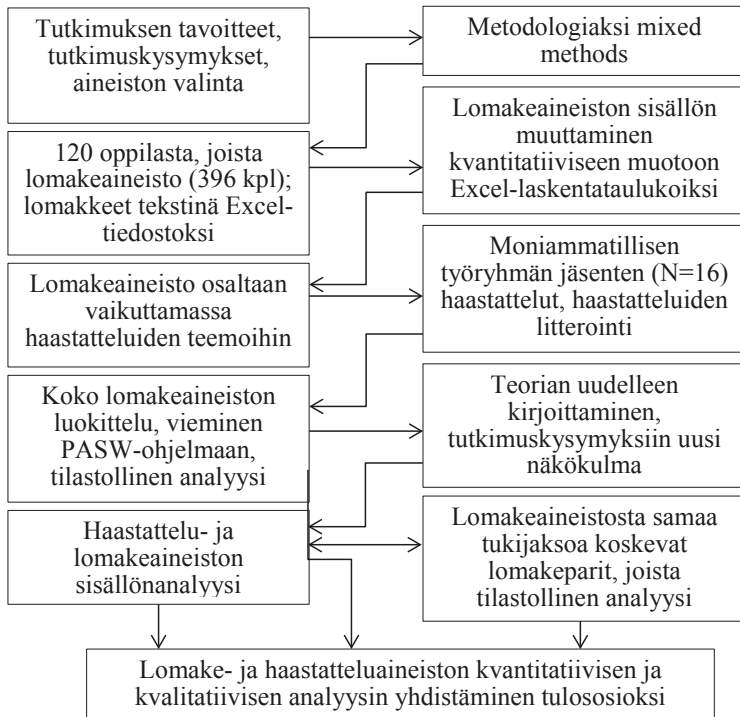 Tutkimuksen tavoitteet,
tutkimuskysymykset,
aineiston valinta
Metodologiaksi mixed
methods
120 oppilasta, joista
lomakeaineisto (396 kpl);
lomakkeet tekstinä Excel-
tiedostoksi
Lomakeaineiston sisällön
muuttaminen
kvantitatiiviseen muotoon
Excel-laskentataulukoiksi
Lomakeaineisto osaltaan
vaikuttamassa
haastatteluiden teemoihin
Moniammatillisen
työryhmän jäsenten (N=16)
haastattelut, haastatteluiden
litterointi
Koko lomakeaineiston
luokittelu, vieminen
PASW-ohjelmaan,
tilastollinen analyysi
Teorian uudelleen
kirjoittaminen,
tutkimuskysymyksiin uusi
näkökulma
Haastattelu- ja
lomakeaineiston
sisällönanalyysi
Lomakeaineistosta samaa
tukijaksoa koskevat
lomakeparit, joista
tilastollinen analyysi
Lomake- ja haastatteluaineiston kvantitatiivisen ja
kvalitatiivisen analyysin yhdistäminen tulososioksi